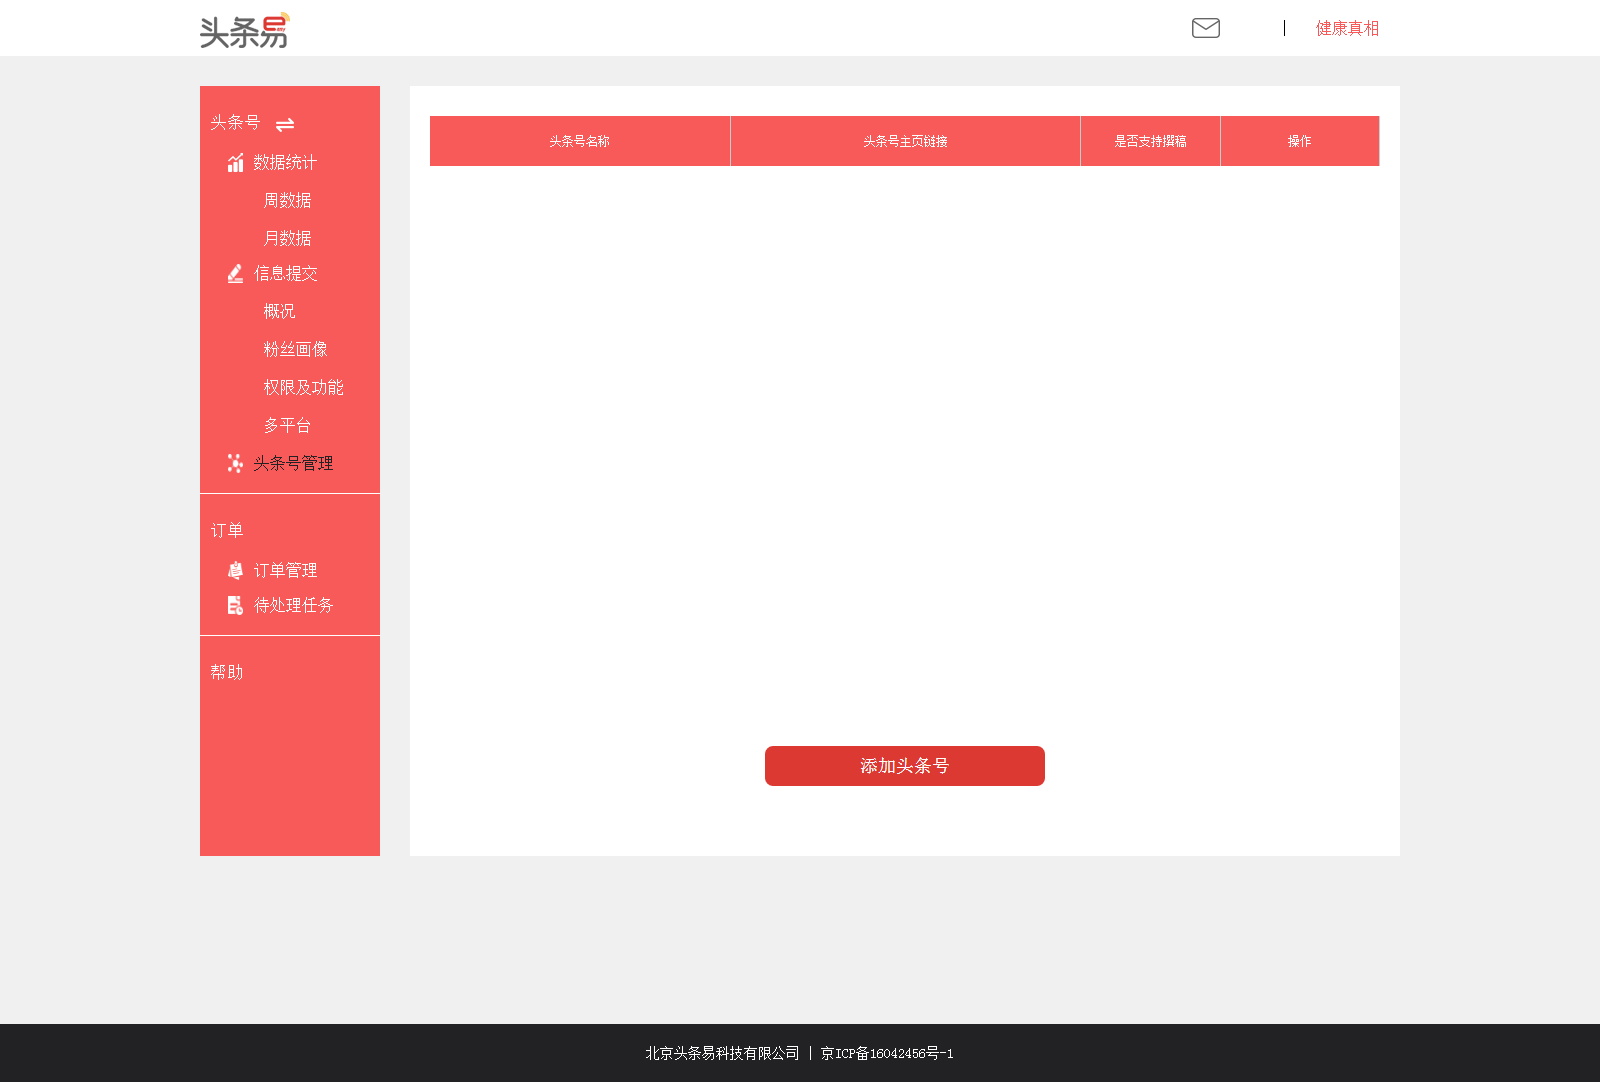 头条易
健康真相
头条号
数据统计
周数据
月数据
信息提交
概况
粉丝画像
权限及功能
多平台
头条号管理
订单
订单管理
待处理任务
帮助
头条号名称 头条号主页链接 是否支持撰稿 操作
添加头条号
北京头条易科技有限公司 | 京ICP备16042456号-1